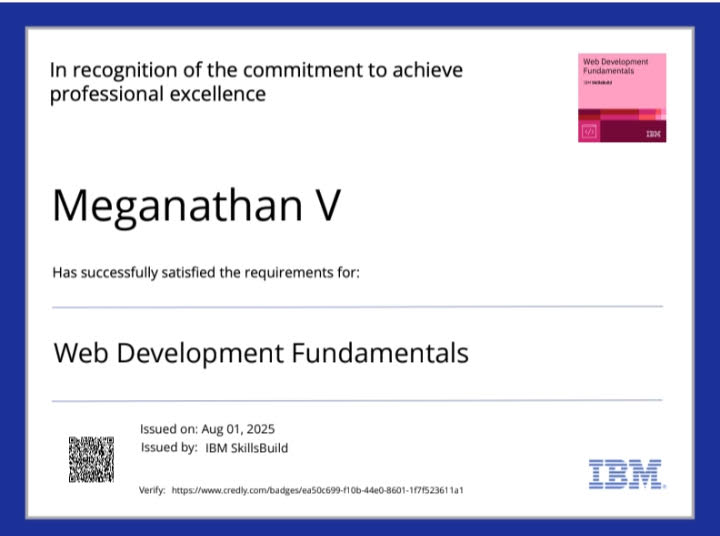 In recognition of the commitment to achieve
professional excellence
Web Development
Fundamentals
IBM SkillsBuild
IBM
Meganathan V
Has successfully satisfied the requirements for:
Web Development Fundamentals
Issued on: Aug 01, 2025
Issued by: IBM SkillsBuild
Verify: https://www.credly.com/badges/ea50c699-f10b-44e0-8601-1f7f523611a1
IBM